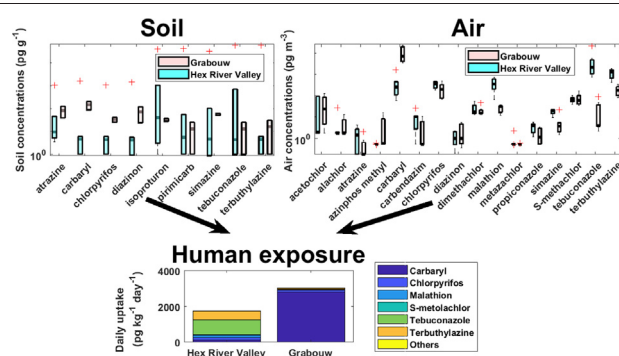 Soil
Air
Soil concentrations (pg g⁻¹)
Grabouw
Hex River Valley
10⁰
atrazine
carbaryl
chlorpyrifos
diazinon
isoproturon
pirimicarb
simazine
tebuconazole
terbuthylazine
Air concentrations (pg m⁻³)
Grabouw
Hex River Valley
10⁰
acetochlor
alachlor
atrazine
azinphos methyl
carbaryl
carbendazim
chlorpyrifos
diazinon
dimethachlor
malathion
metazachlor
propiconazole
simazine
S-methachlor
tebuconazole
terbuthylazine
Human exposure
Daily uptake
(pg kg⁻¹ day⁻¹)
4000
2000
0
Hex River Valley
Grabouw
Carbaryl
Chlorpyrifos
Malathion
S-metolachlor
Tebuconazole
Terbuthylazine
Others